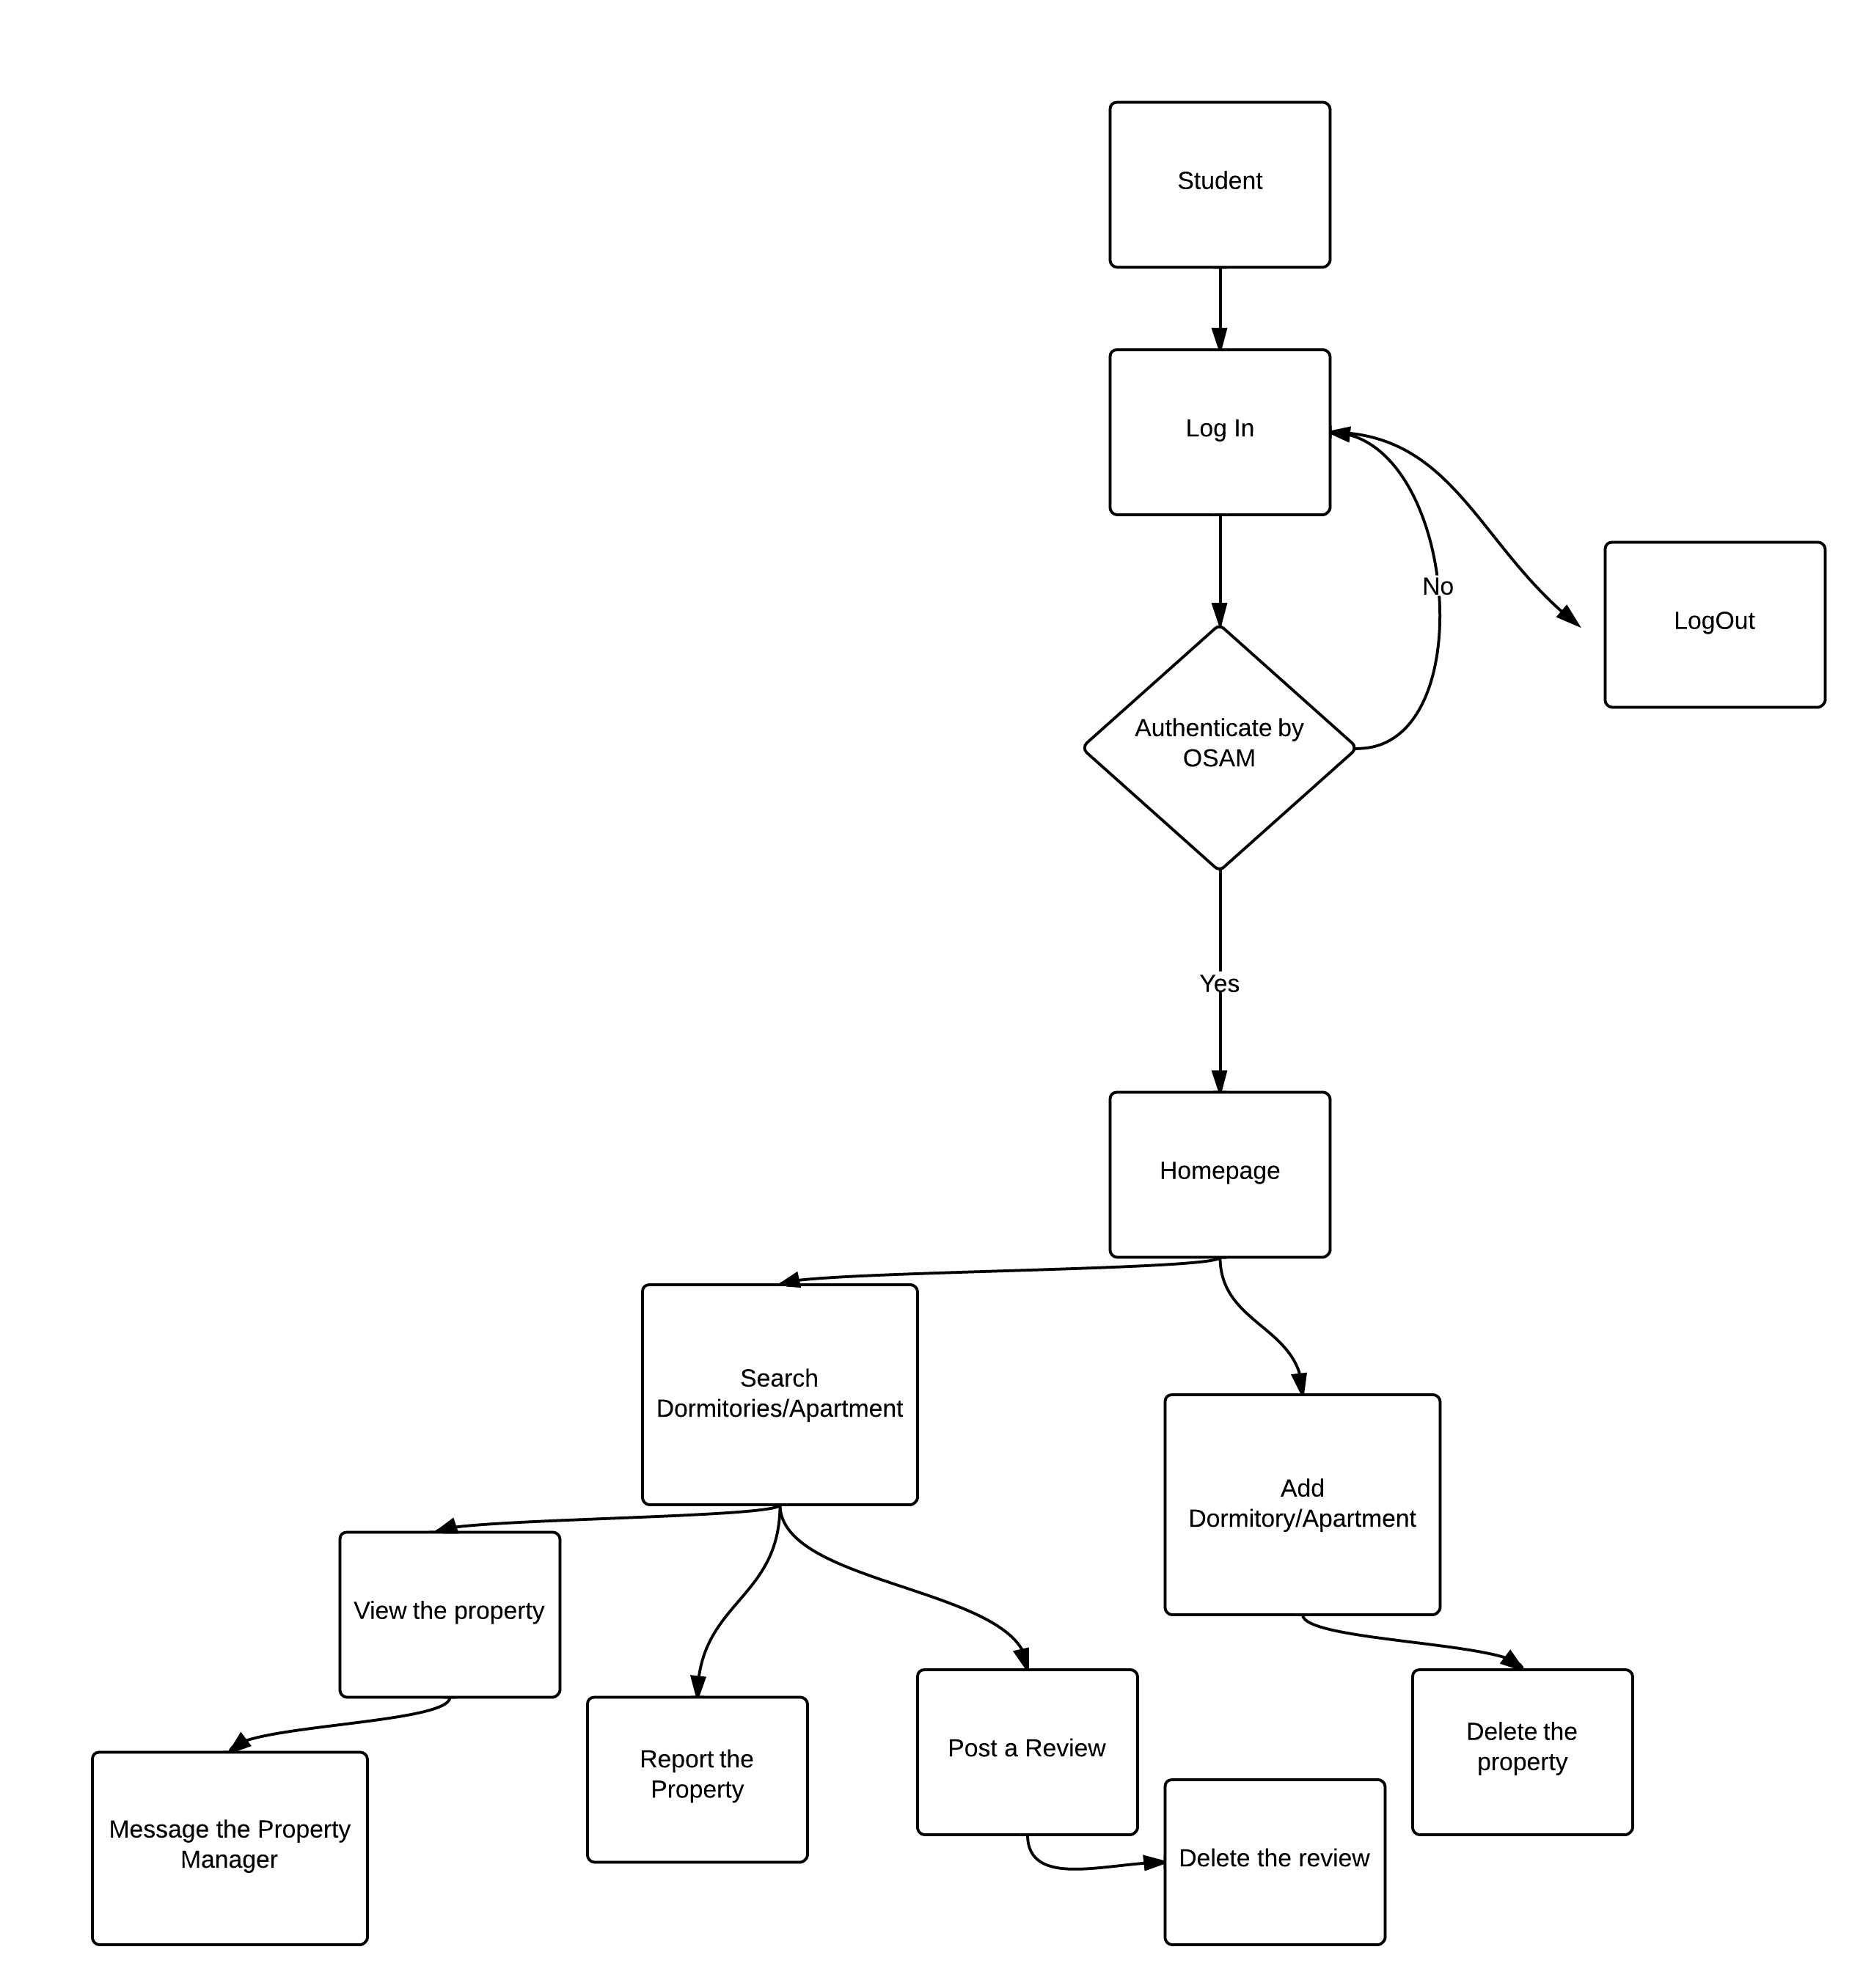 Student
Log In
No
LogOut
Authenticate by
OSAM
Yes
Homepage
Search
Dormitories/Apartment
Add
Dormitory/Apartment
View the property
Report the
Property
Post a Review
Delete the
property
Message the Property
Manager
Delete the review